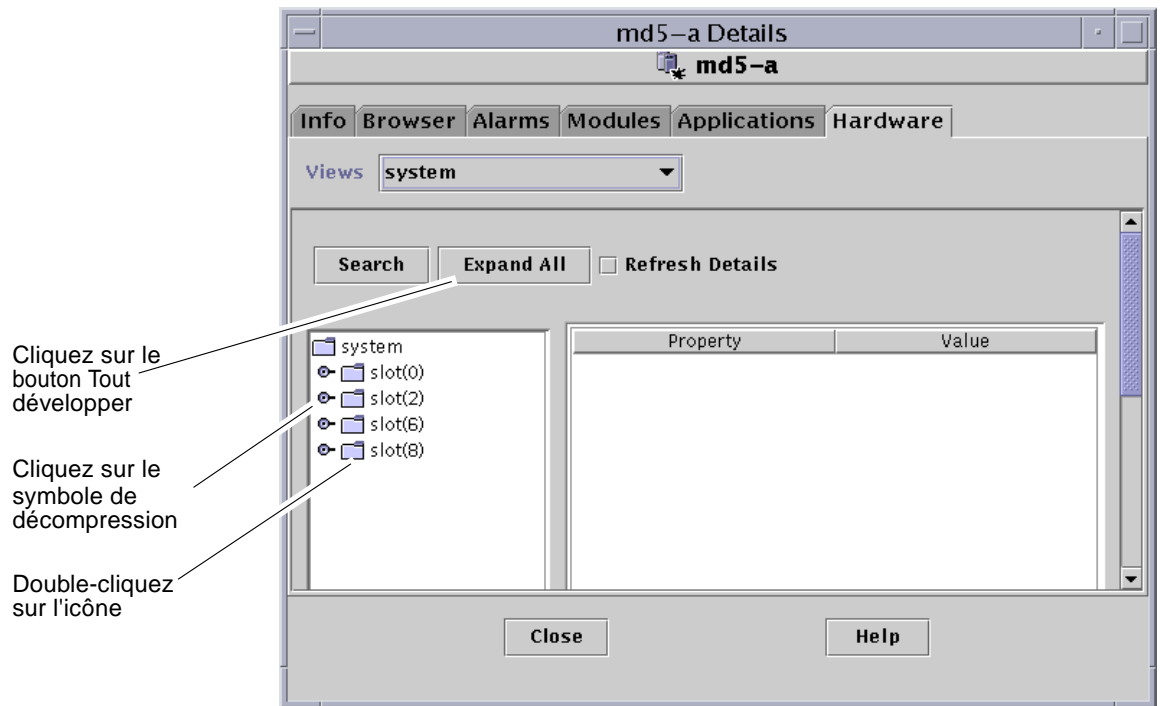 md5–a Details
md5–a
Info Browser Alarms Modules Applications Hardware
Views system
Search Expand All Refresh Details
Property Value
system
slot(0)
slot(2)
slot(6)
slot(8)
Cliquez sur le
bouton Tout
développer
Cliquez sur le
symbole de
décompression
Double-cliquez
sur l'icône
Close Help